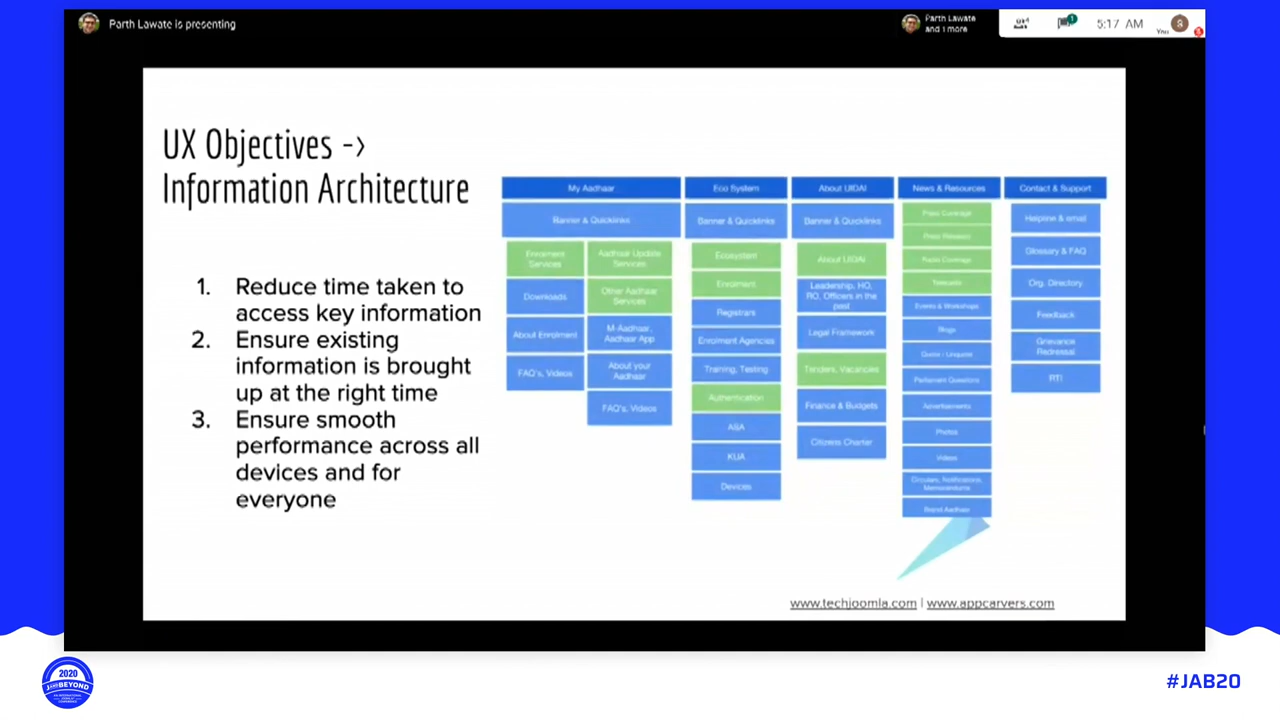 Parth Lawate is presenting
Parth Lawate
and 1 more
1
5:17 AM
You
S
UX Objectives ->
Information Architecture
1. Reduce time taken to
access key information
2. Ensure existing
information is brought
up at the right time
3. Ensure smooth
performance across all
devices and for
everyone
My Aadhaar
Banner & Quicklinks
Enrolment
Services
Downloads
About Enrolment
FAQ's, Videos
Aadhaar Update
Services
Other Aadhaar
Services
M-Aadhaar,
Aadhaar App
About your
Aadhaar
FAQ's, Videos
Eco System
Banner & Quicklinks
Ecosystem
Enrolment
Registrars
Enrolment Agencies
Training, Testing
Authentication
ASA
KUA
Devices
About UIDAI
Banner & Quicklinks
About UIDAI
Leadership, HO,
RO, Officers in the
past
Legal Framework
Tenders, Vacancies
Finance & Budgets
Citizens Charter
News & Resources
Press Coverage
Press Releases
Events & Workshops
Blogs
Quote / Unquote
Parliament Questions
Advertisements
Photos
Videos
Circulars, Notifications,
Memorandums
Brand Aadhaar
Contact & Support
Helpline & email
Glossary & FAQ
Org. Directory
Feedback
Grievance
Redressal
RTI
www.techjoomla.com | www.appcarvers.com
2020
JANDBEYOND
#JAB20